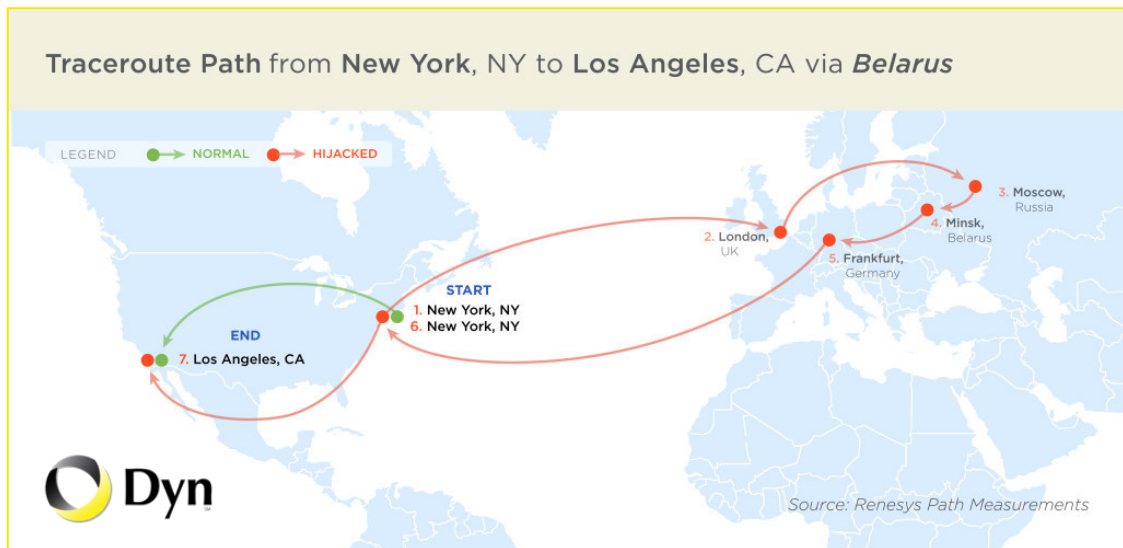 Traceroute Path from New York, NY to Los Angeles, CA via Belarus
LEGEND NORMAL HIJACKED
3. Moscow,
Russia
4. Minsk,
Belarus
2. London,
UK
5. Frankfurt,
Germany
START
1. New York, NY
6. New York, NY
END
7. Los Angeles, CA
Dyn
Source: Renesys Path Measurements